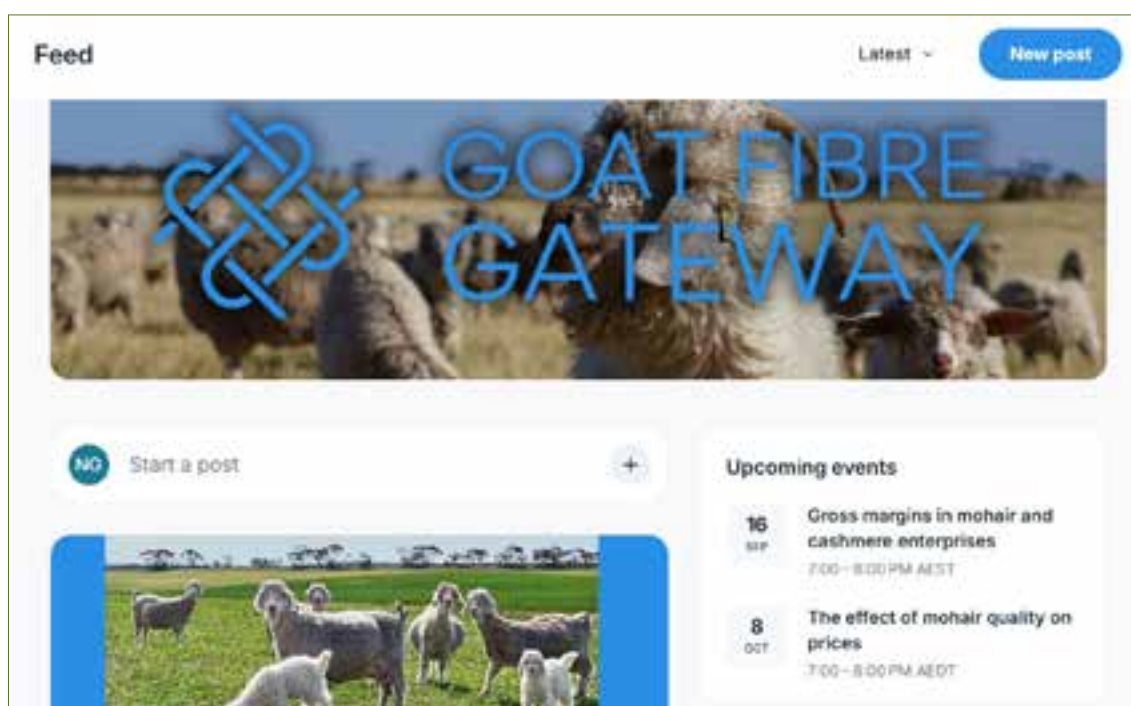 Feed
Latest
New post
GOAT FIBRE
GATEWAY
NG
Start a post
Upcoming events
16
SEP
Gross margins in mohair and
cashmere enterprises
7:00 – 8:00 PM AEST
8
OCT
The effect of mohair quality on
prices
7:00 – 8:00 PM AEDT